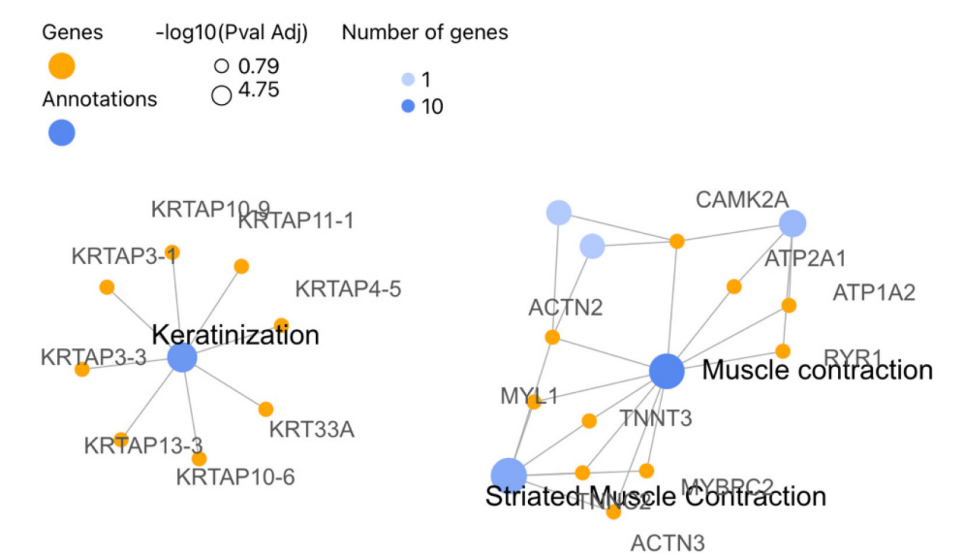 Genes
-log10(Pval Adj)
Number of genes
0.79
4.75
1
10
Annotations
KRTAP10-9
KRTAP11-1
KRTAP3-1
KRTAP4-5
Keratinization
KRTAP3-3
KRT33A
KRTAP13-3
KRTAP10-6
CAMK2A
ATP2A1
ATP1A2
ACTN2
RYR1
Muscle contraction
MYL1
TNNT3
MYBPC2
Striated Muscle Contraction
TNNC2
ACTN3